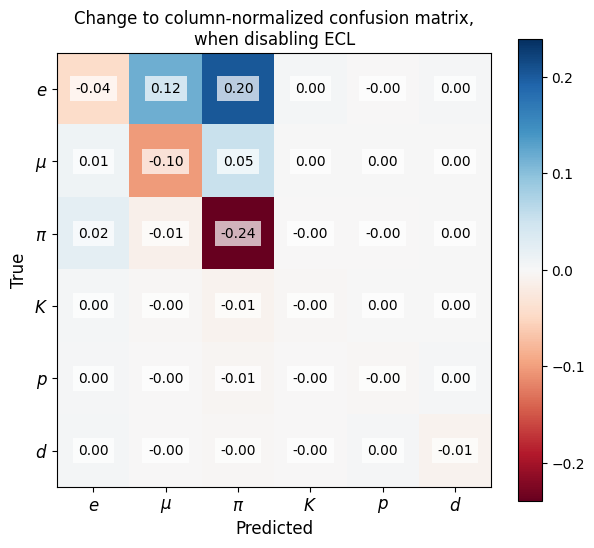 Change to column-normalized confusion matrix,
when disabling ECL
e -0.04 0.12 0.20 0.00 -0.00 0.00
μ 0.01 -0.10 0.05 0.00 0.00 0.00
π 0.02 -0.01 -0.24 -0.00 -0.00 0.00
K 0.00 -0.00 -0.01 -0.00 0.00 0.00
p 0.00 -0.00 -0.01 -0.00 -0.00 0.00
d 0.00 -0.00 -0.00 -0.00 0.00 -0.01
e μ π K p d
Predicted
True
0.2
0.1
0.0
−0.1
−0.2